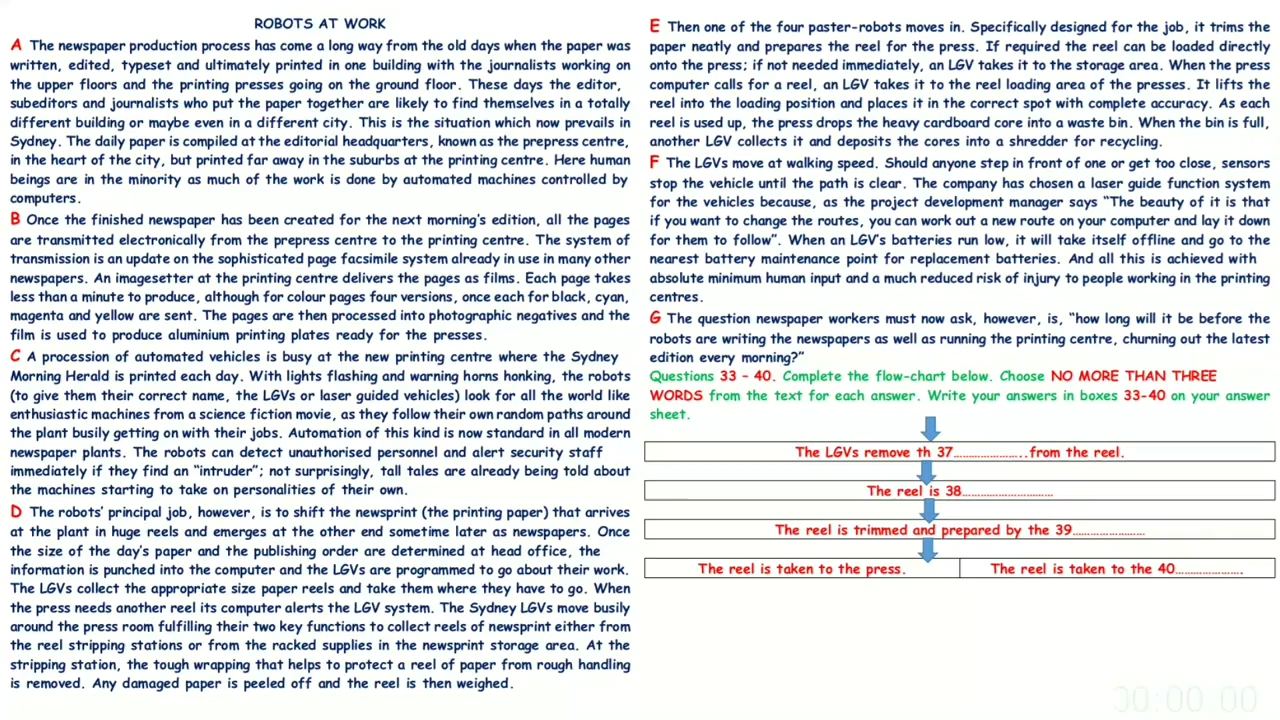 ROBOTS AT WORK
A The newspaper production process has come a long way from the old days when the paper was
written, edited, typeset and ultimately printed in one building with the journalists working on
the upper floors and the printing presses going on the ground floor. These days the editor,
subeditors and journalists who put the paper together are likely to find themselves in a totally
different building or maybe even in a different city. This is the situation which now prevails in
Sydney. The daily paper is compiled at the editorial headquarters, known as the prepress centre,
in the heart of the city, but printed far away in the suburbs at the printing centre. Here human
beings are in the minority as much of the work is done by automated machines controlled by
computers.
B Once the finished newspaper has been created for the next morning's edition, all the pages
are transmitted electronically from the prepress centre to the printing centre. The system of
transmission is an update on the sophisticated page facsimile system already in use in many other
newspapers. An imagesetter at the printing centre delivers the pages as films. Each page takes
less than a minute to produce, although for colour pages four versions, once each for black, cyan,
magenta and yellow are sent. The pages are then processed into photographic negatives and the
film is used to produce aluminium printing plates ready for the presses.
C A procession of automated vehicles is busy at the new printing centre where the Sydney
Morning Herald is printed each day. With lights flashing and warning horns honking, the robots
(to give them their correct name, the LGVs or laser guided vehicles) look for all the world like
enthusiastic machines from a science fiction movie, as they follow their own random paths around
the plant busily getting on with their jobs. Automation of this kind is now standard in all modern
newspaper plants. The robots can detect unauthorised personnel and alert security staff
immediately if they find an "intruder"; not surprisingly, tall tales are already being told about
the machines starting to take on personalities of their own.
D The robots' principal job, however, is to shift the newsprint (the printing paper) that arrives
at the plant in huge reels and emerges at the other end sometime later as newspapers. Once
the size of the day's paper and the publishing order are determined at head office, the
information is punched into the computer and the LGVs are programmed to go about their work.
The LGVs collect the appropriate size paper reels and take them where they have to go. When
the press needs another reel its computer alerts the LGV system. The Sydney LGVs move busily
around the press room fulfilling their two key functions to collect reels of newsprint either from
the reel stripping stations or from the racked supplies in the newsprint storage area. At the
stripping station, the tough wrapping that helps to protect a reel of paper from rough handling
is removed. Any damaged paper is peeled off and the reel is then weighed.
E Then one of the four paster-robots moves in. Specifically designed for the job, it trims the
paper neatly and prepares the reel for the press. If required the reel can be loaded directly
onto the press; if not needed immediately, an LGV takes it to the storage area. When the press
computer calls for a reel, an LGV takes it to the reel loading area of the presses. It lifts the
reel into the loading position and places it in the correct spot with complete accuracy. As each
reel is used up, the press drops the heavy cardboard core into a waste bin. When the bin is full,
another LGV collects it and deposits the cores into a shredder for recycling.
F The LGVs move at walking speed. Should anyone step in front of one or get too close, sensors
stop the vehicle until the path is clear. The company has chosen a laser guide function system
for the vehicles because, as the project development manager says "The beauty of it is that
if you want to change the routes, you can work out a new route on your computer and lay it down
for them to follow". When an LGV's batteries run low, it will take itself offline and go to the
nearest battery maintenance point for replacement batteries. And all this is achieved with
absolute minimum human input and a much reduced risk of injury to people working in the printing
centres.
G The question newspaper workers must now ask, however, is, "how long will it be before the
robots are writing the newspapers as well as running the printing centre, churning out the latest
edition every morning?"
Questions 33 - 40. Complete the flow-chart below. Choose NO MORE THAN THREE
WORDS from the text for each answer. Write your answers in boxes 33-40 on your answer
sheet.
The LGVs remove th 37......................from the reel.
The reel is 38............................
The reel is trimmed and prepared by the 39......................
The reel is taken to the press.
The reel is taken to the 40....................
00:00:00